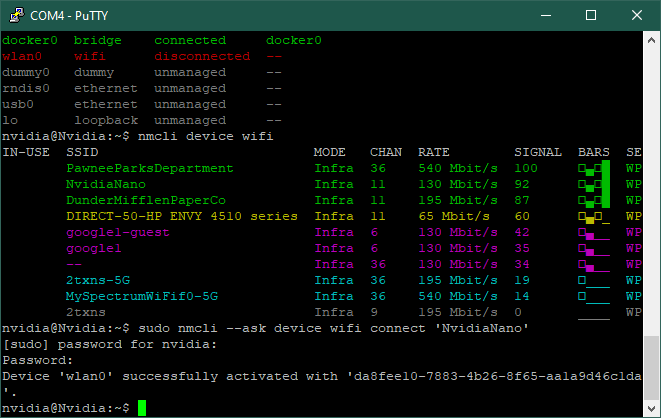 COM4 - PuTTY
docker0 bridge connected docker0
wlan0 wifi disconnected --
dummy0 dummy unmanaged --
rndis0 ethernet unmanaged --
usb0 ethernet unmanaged --
lo loopback unmanaged --
nvidia@Nvidia:~$ nmcli device wifi
IN-USE SSID MODE CHAN RATE SIGNAL BARS SE
PawneeParksDepartment Infra 36 540 Mbit/s 100 WP
NvidiaNano Infra 11 130 Mbit/s 92 WP
DunderMifflenPaperCo Infra 11 195 Mbit/s 87 WP
DIRECT-50-HP ENVY 4510 series Infra 11 65 Mbit/s 60 WP
google1-guest Infra 6 130 Mbit/s 42 WP
google1 Infra 6 130 Mbit/s 35 WP
-- Infra 36 130 Mbit/s 34 WP
2txns-5G Infra 36 195 Mbit/s 19 WP
MySpectrumWiFif0-5G Infra 36 540 Mbit/s 14 WP
2txns Infra 9 195 Mbit/s 0 WP
nvidia@Nvidia:~$ sudo nmcli --ask device wifi connect 'NvidiaNano'
[sudo] password for nvidia:
Password:
Device 'wlan0' successfully activated with 'da8fee10-7883-4b26-8f65-aa1a9d46c1da
'.
nvidia@Nvidia:~$